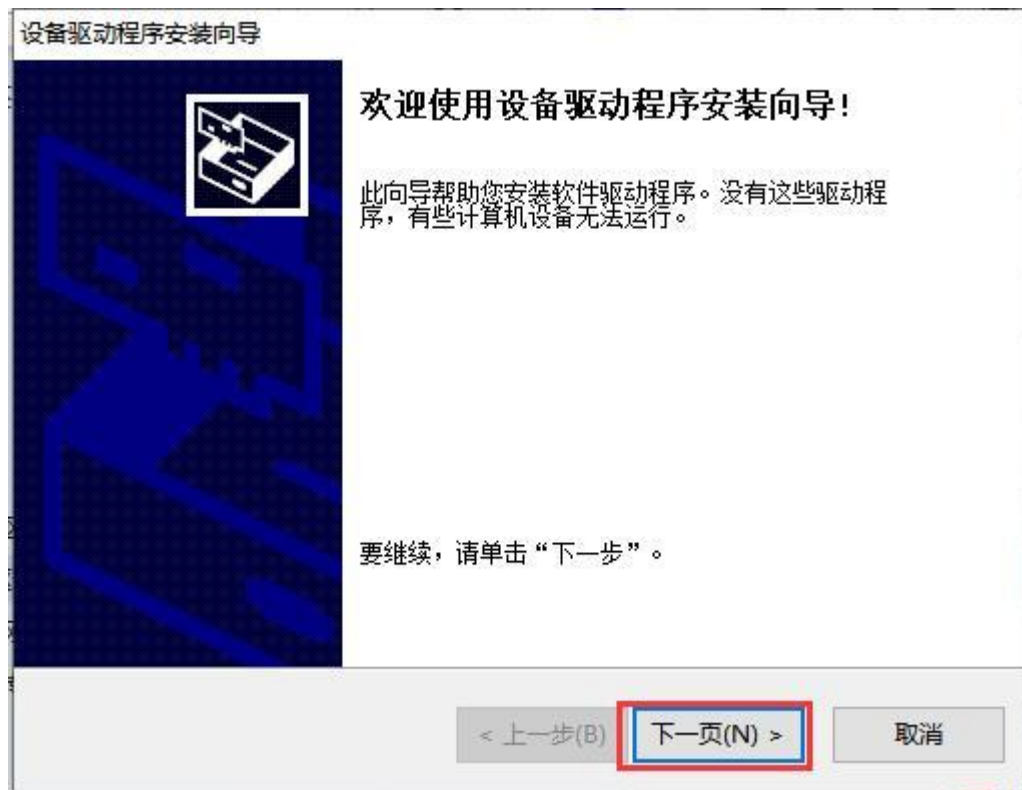 设备驱动程序安装向导
欢迎使用设备驱动程序安装向导!
此向导帮助您安装软件驱动程序。没有这些驱动程
序，有些计算机设备无法运行。
要继续，请单击“下一步”。
< 上一步(B)
下一页(N) >
取消